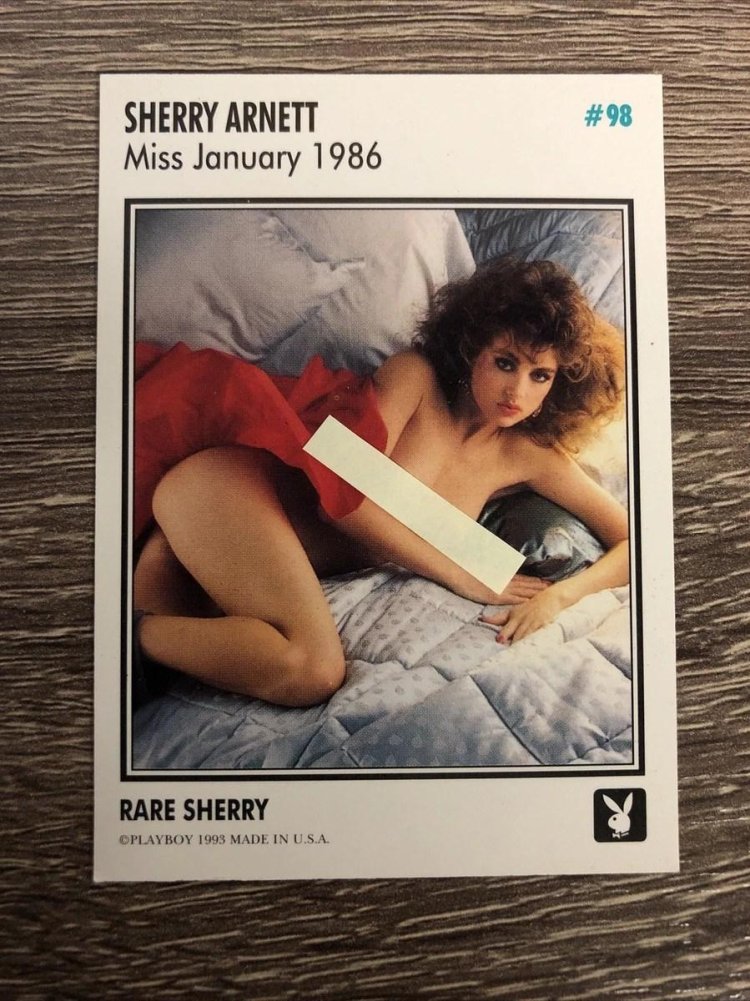 SHERRY ARNETT
#98
Miss January 1986
RARE SHERRY
©PLAYBOY 1993 MADE IN U.S.A.